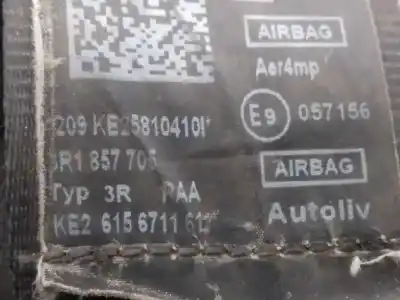 AIRBAG
Aer4mp
E9 057156
209 KE25810410I*
3R1 857 705
AIRBAG
Typ 3R PAA
Autoliv
KE2 615 6711 61*